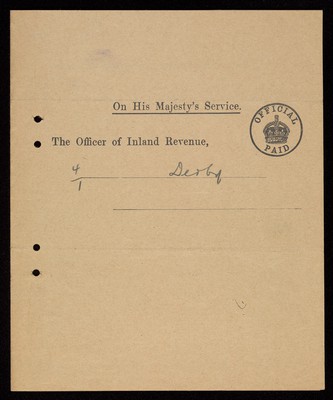 On His Majesty's Service.
OFFICIAL
PAID
The Officer of Inland Revenue,
4/1 Derby